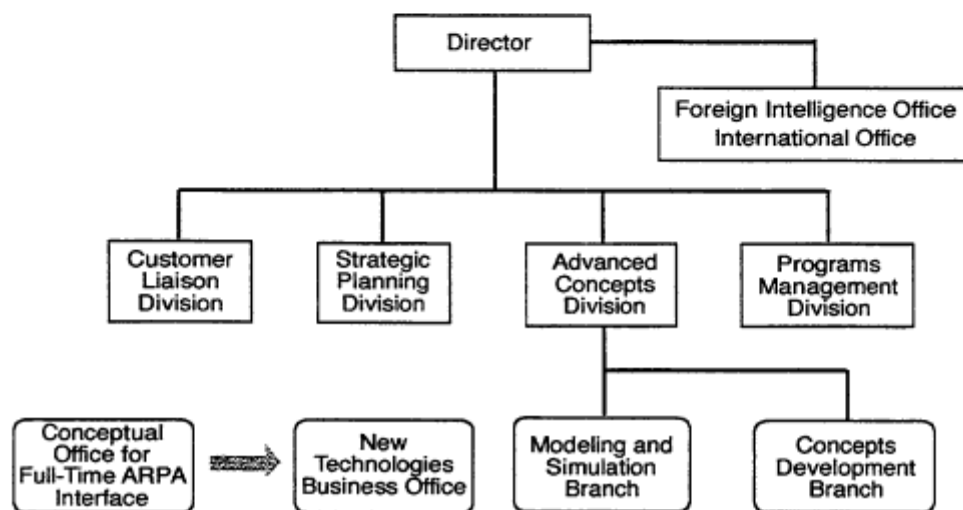 Director
Foreign Intelligence Office
International Office
Customer
Liaison
Division
Strategic
Planning
Division
Advanced
Concepts
Division
Programs
Management
Division
Conceptual
Office for
Full-Time ARPA
Interface
New
Technologies
Business Office
Modeling and
Simulation
Branch
Concepts
Development
Branch